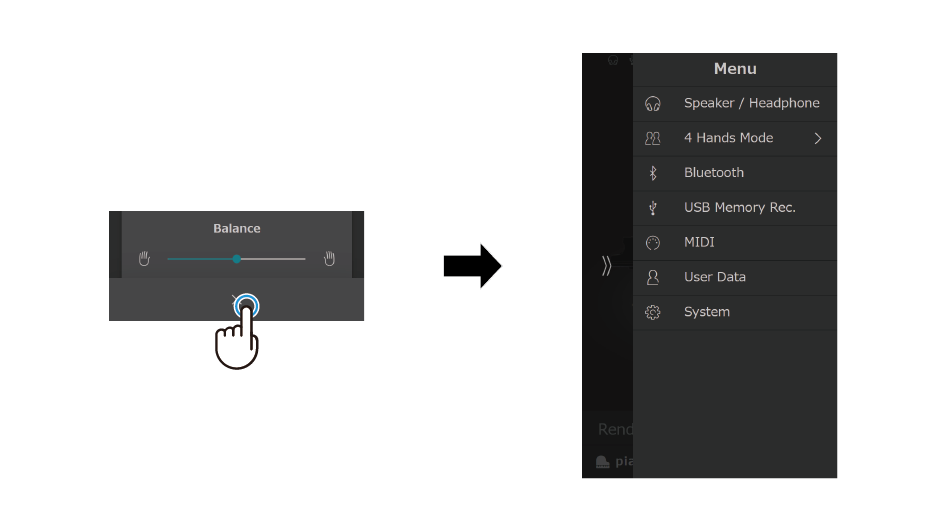 Balance
Menu
Speaker / Headphone
4 Hands Mode
Bluetooth
USB Memory Rec.
MIDI
User Data
System
Rend
pia